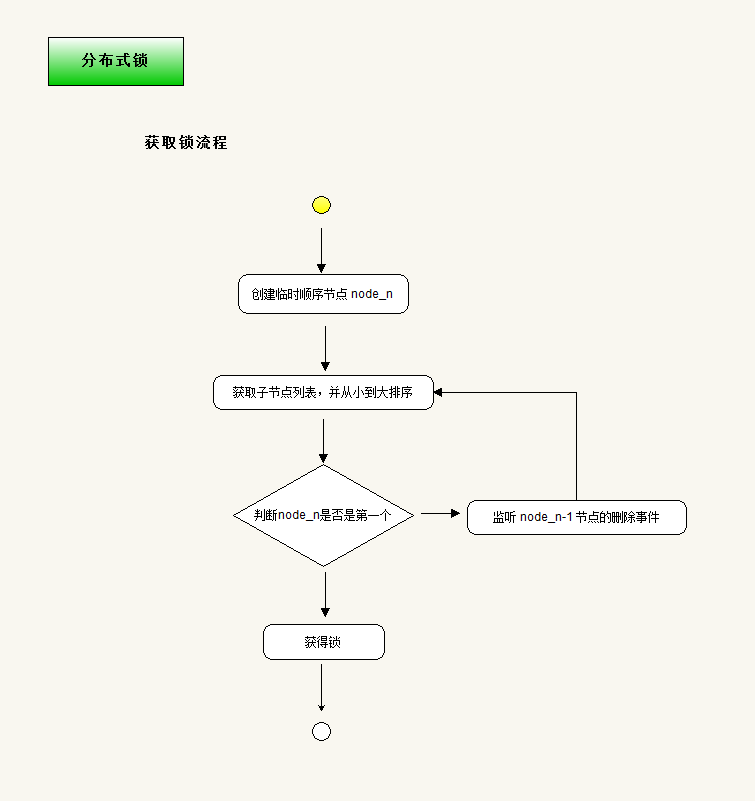 分布式锁
获取锁流程
创建临时顺序节点 node_n
获取子节点列表，并从小到大排序
判断node_n是否是第一个
监听 node_n-1 节点的删除事件
获得锁